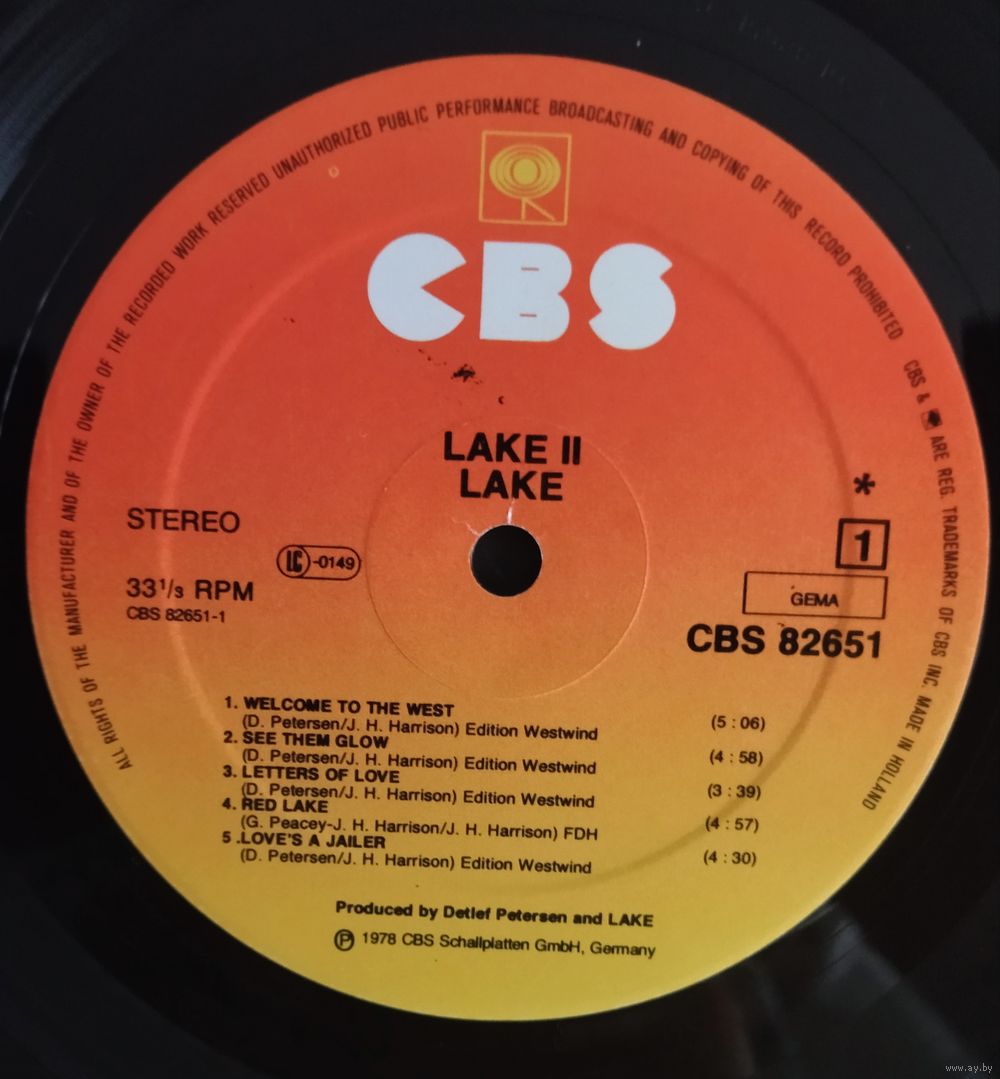 ALL RIGHTS OF THE MANUFACTURER AND OF THE OWNER OF THE RECORDED WORK RESERVED UNAUTHORIZED PUBLIC PERFORMANCE BROADCASTING AND COPYING OF THIS RECORD PROHIBITED CBS & ARE REG. TRADEMARKS OF CBS INC. MADE IN HOLLAND
CBS
LAKE II
LAKE
STEREO
LC-0149
33⅓ RPM
CBS 82651-1
*
1
GEMA
CBS 82651
1. WELCOME TO THE WEST
(D. Petersen/J. H. Harrison) Edition Westwind (5 : 06)
2. SEE THEM GLOW
(D. Petersen/J. H. Harrison) Edition Westwind (4 : 58)
3. LETTERS OF LOVE
(D. Petersen/J. H. Harrison) Edition Westwind (3 : 39)
4. RED LAKE
(G. Peacey-J. H. Harrison/J. H. Harrison) FDH (4 : 57)
5 .LOVE'S A JAILER
(D. Petersen/J. H. Harrison) Edition Westwind (4 : 30)
Produced by Detlef Petersen and LAKE
℗ 1978 CBS Schallplatten GmbH, Germany
www.ay.by